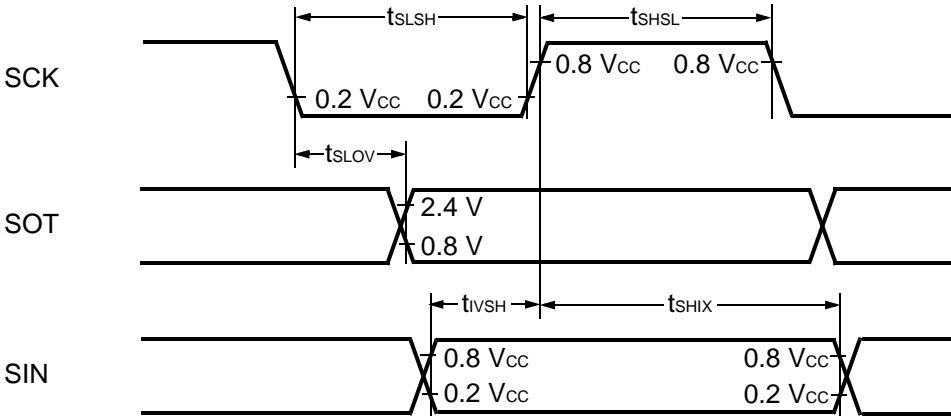 tSLSH tSHSL
SCK 0.2 VCC 0.2 VCC 0.8 VCC 0.8 VCC
tSLOV
SOT 2.4 V
0.8 V
tIVSH tSHIX
SIN 0.8 VCC 0.8 VCC
0.2 VCC 0.2 VCC